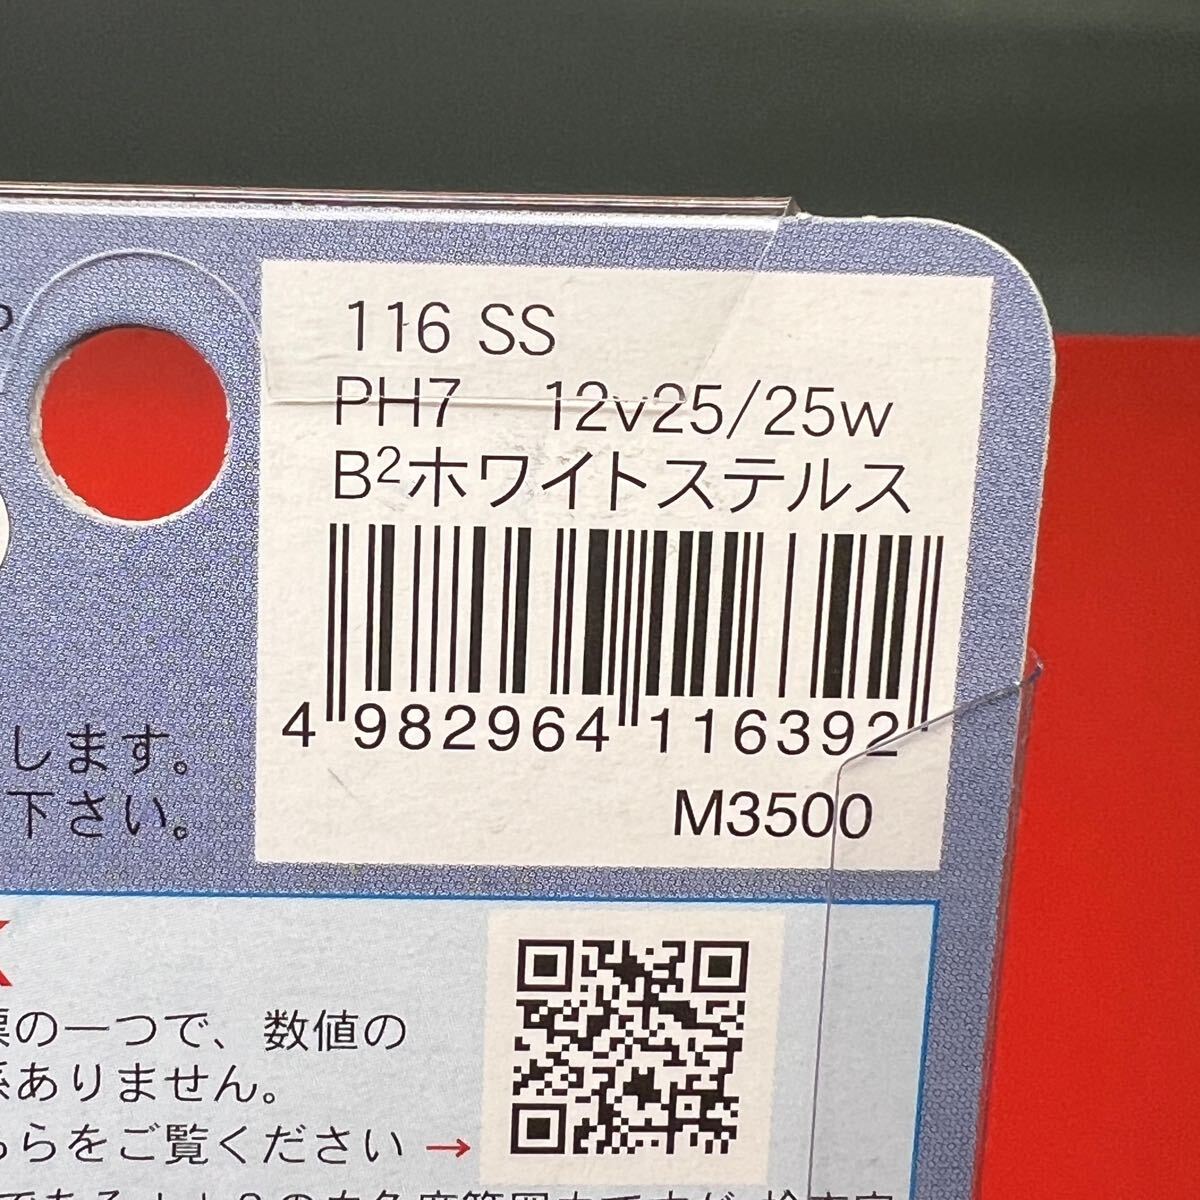 116 SS
PH7 12v25/25w
B²ホワイトステルス
4 982964 116392
M3500
します。
下さい。
の一つで、数値の
ありません。
らをご覧ください →